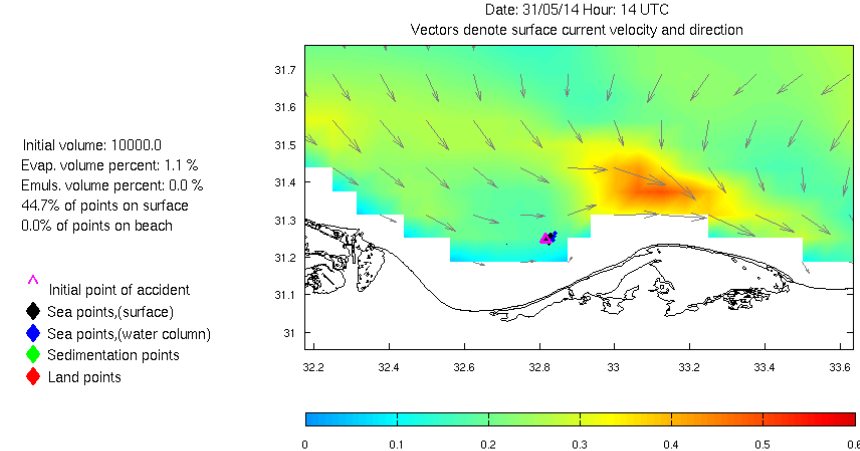 Date: 31/05/14 Hour: 14 UTC
Vectors denote surface current velocity and direction
Initial volume: 10000.0
Evap. volume percent: 1.1 %
Emuls. volume percent: 0.0 %
44.7% of points on surface
0.0% of points on beach
Initial point of accident
Sea points,(surface)
Sea points,(water column)
Sedimentation points
Land points
31.7
31.6
31.5
31.4
31.3
31.2
31.1
31
32.2 32.4 32.6 32.8 33 33.2 33.4 33.6
0 0.1 0.2 0.3 0.4 0.5 0.6